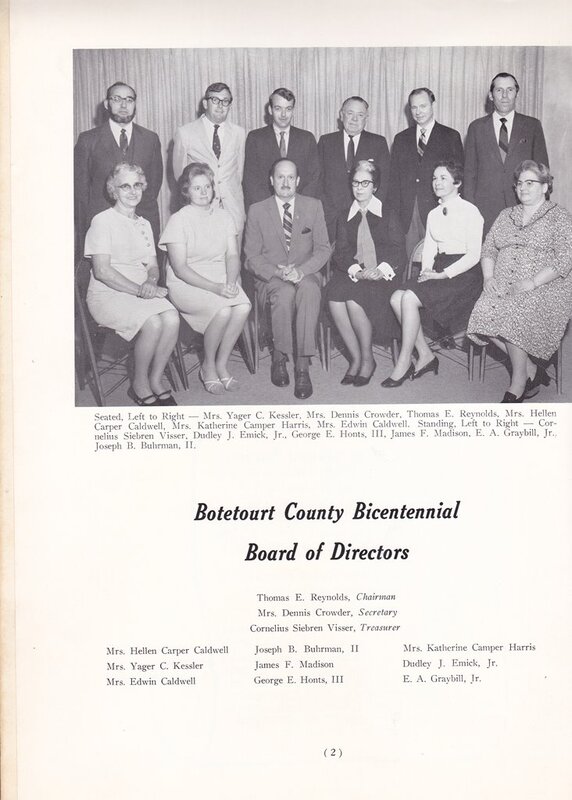 Seated, Left to Right — Mrs. Yager C. Kessler, Mrs. Dennis Crowder, Thomas E. Reynolds, Mrs. Hellen
Carper Caldwell, Mrs. Katherine Camper Harris, Mrs. Edwin Caldwell. Standing, Left to Right — Cor-
nelius Siebren Visser, Dudley J. Emick, Jr., George E. Honts, III, James F. Madison, E. A. Graybill, Jr.,
Joseph B. Buhrman, II.
Botetourt County Bicentennial
Board of Directors
Thomas E. Reynolds, Chairman
Mrs. Dennis Crowder, Secretary
Cornelius Siebren Visser, Treasurer
Mrs. Hellen Carper Caldwell Joseph B. Buhrman, II Mrs. Katherine Camper Harris
Mrs. Yager C. Kessler James F. Madison Dudley J. Emick, Jr.
Mrs. Edwin Caldwell George E. Honts, III E. A. Graybill, Jr.
( 2 )